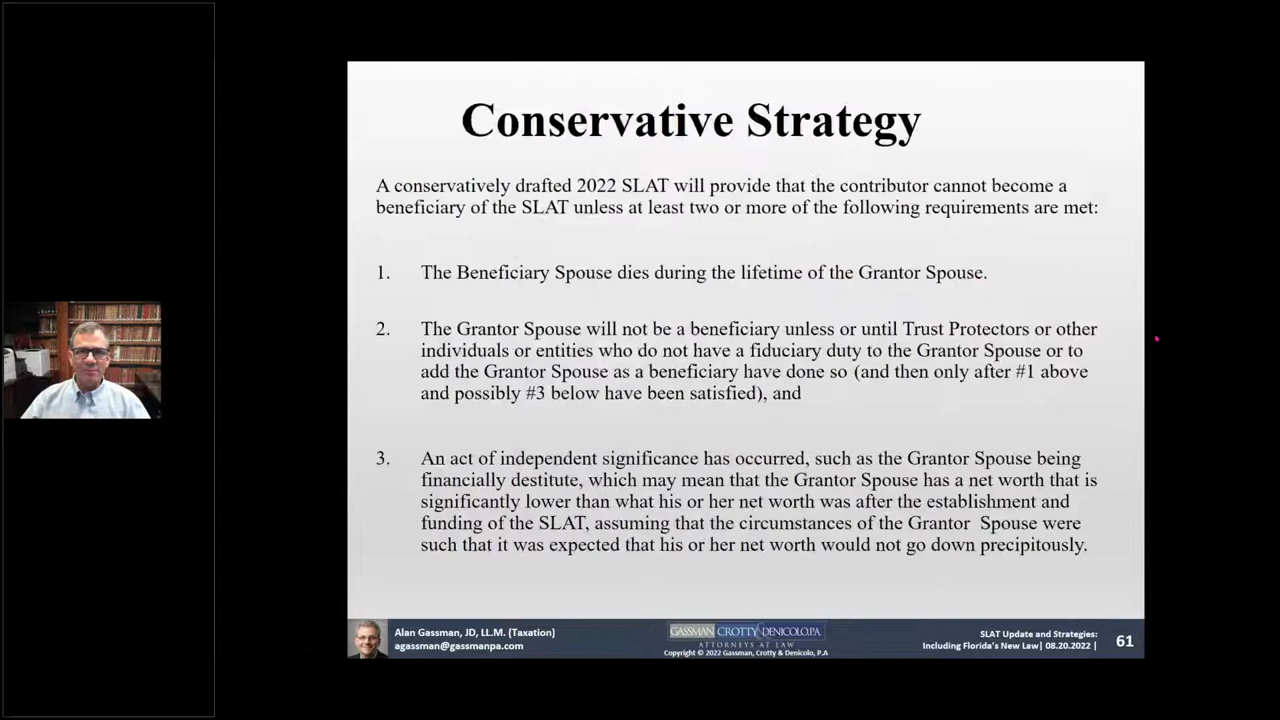 Conservative Strategy
A conservatively drafted 2022 SLAT will provide that the contributor cannot become a
beneficiary of the SLAT unless at least two or more of the following requirements are met:
1. The Beneficiary Spouse dies during the lifetime of the Grantor Spouse.
2. The Grantor Spouse will not be a beneficiary unless or until Trust Protectors or other
individuals or entities who do not have a fiduciary duty to the Grantor Spouse or to
add the Grantor Spouse as a beneficiary have done so (and then only after #1 above
and possibly #3 below have been satisfied), and
3. An act of independent significance has occurred, such as the Grantor Spouse being
financially destitute, which may mean that the Grantor Spouse has a net worth that is
significantly lower than what his or her net worth was after the establishment and
funding of the SLAT, assuming that the circumstances of the Grantor Spouse were
such that it was expected that his or her net worth would not go down precipitously.
Alan Gassman, JD, LL.M. (Taxation)
agassman@gassmanpa.com
GASSMAN CROTTY & DENICOLO, P.A.
ATTORNEYS AT LAW
Copyright © 2022 Gassman, Crotty & Denicolo, P.A
SLAT Update and Strategies:
Including Florida's New Law| 08.20.2022 |
61